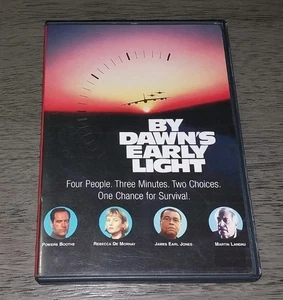 BY
DAWN'S
EARLY
LIGHT
Four People. Three Minutes. Two Choices.
One Chance for Survival.
POWERS BOOTHE
REBECCA DE MORNAY
JAMES EARL JONES
MARTIN LANDAU